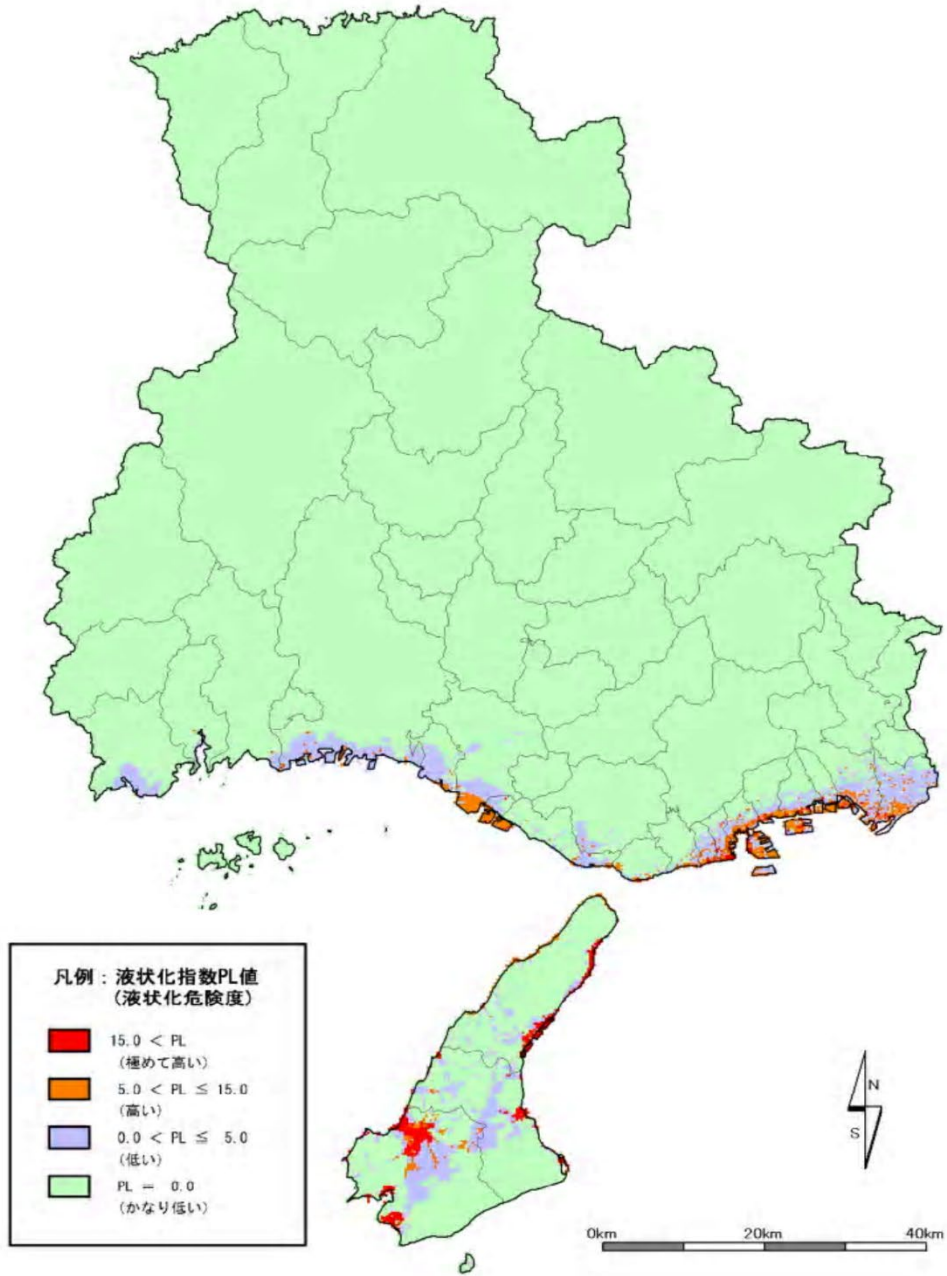 凡例：液状化指数PL値
(液状化危険度)
15.0 < PL
(極めて高い)
5.0 < PL ≦ 15.0
(高い)
0.0 < PL ≦ 5.0
(低い)
PL = 0.0
(かなり低い)
N
S
0km 20km 40km